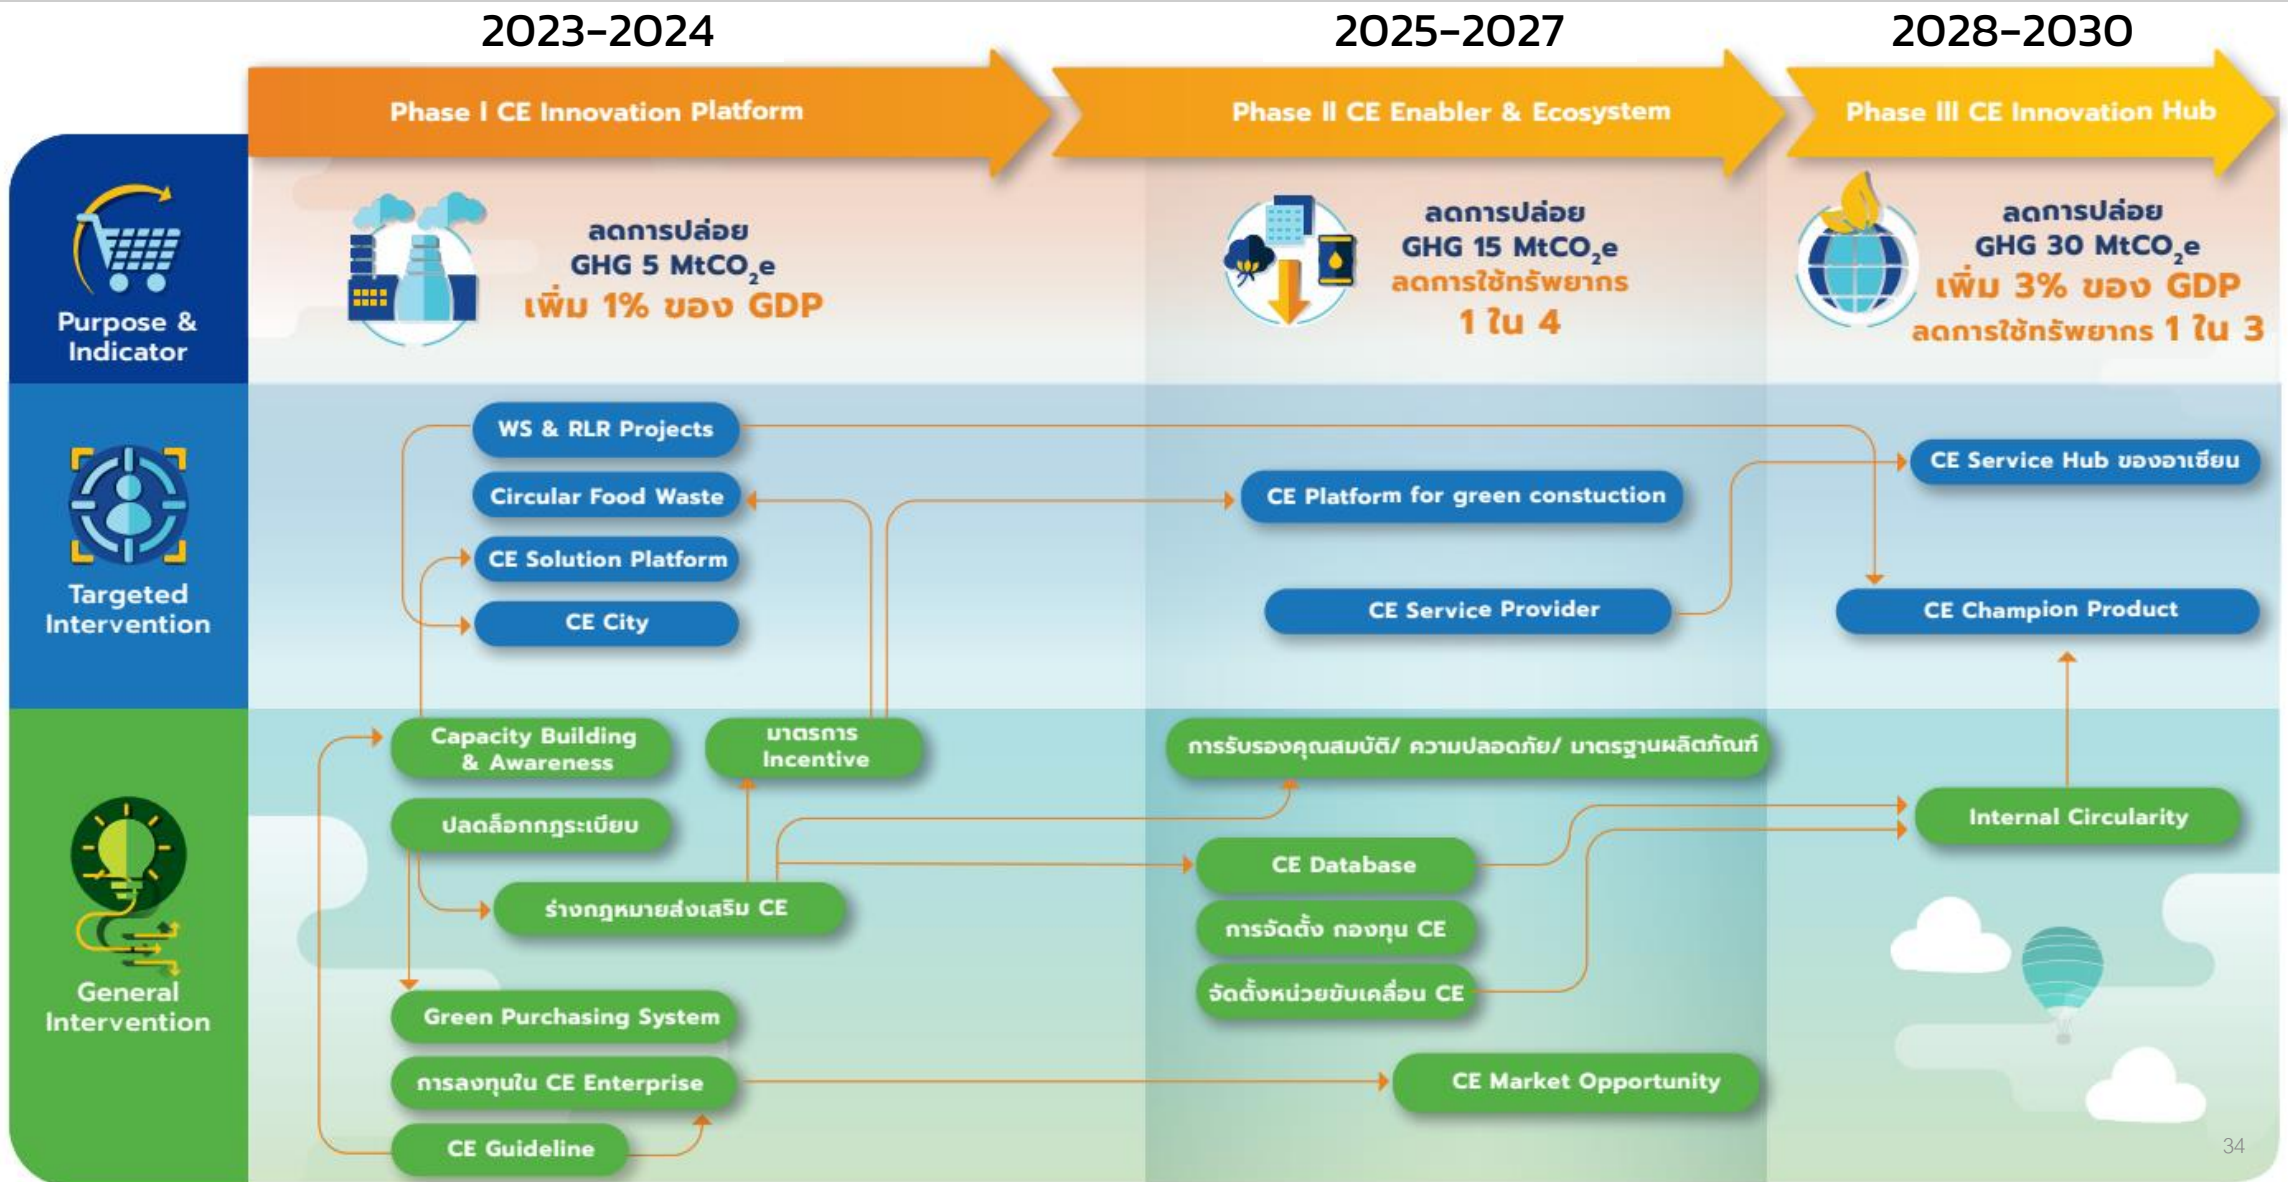 2023-2024
2025-2027
2028-2030
Phase I CE Innovation Platform
Phase II CE Enabler & Ecosystem
Phase III CE Innovation Hub
Purpose &
Indicator
ลดการปล่อย
GHG 5 MtCO₂e
เพิ่ม 1% ของ GDP
ลดการปล่อย
GHG 15 MtCO₂e
ลดการใช้ทรัพยากร
1 ใน 4
ลดการปล่อย
GHG 30 MtCO₂e
เพิ่ม 3% ของ GDP
ลดการใช้ทรัพยากร 1 ใน 3
Targeted
Intervention
WS & RLR Projects
Circular Food Waste
CE Solution Platform
CE City
CE Platform for green constuction
CE Service Provider
CE Service Hub ของอาเซียน
CE Champion Product
General
Intervention
Capacity Building
& Awareness
มาตรการ
Incentive
ปลดล็อกกฎระเบียบ
ร่างกฎหมายส่งเสริม CE
Green Purchasing System
การลงทุนใน CE Enterprise
CE Guideline
การรับรองคุณสมบัติ/ ความปลอดภัย/ มาตรฐานผลิตภัณฑ์
CE Database
การจัดตั้ง กองทุน CE
จัดตั้งหน่วยขับเคลื่อน CE
CE Market Opportunity
Internal Circularity
34